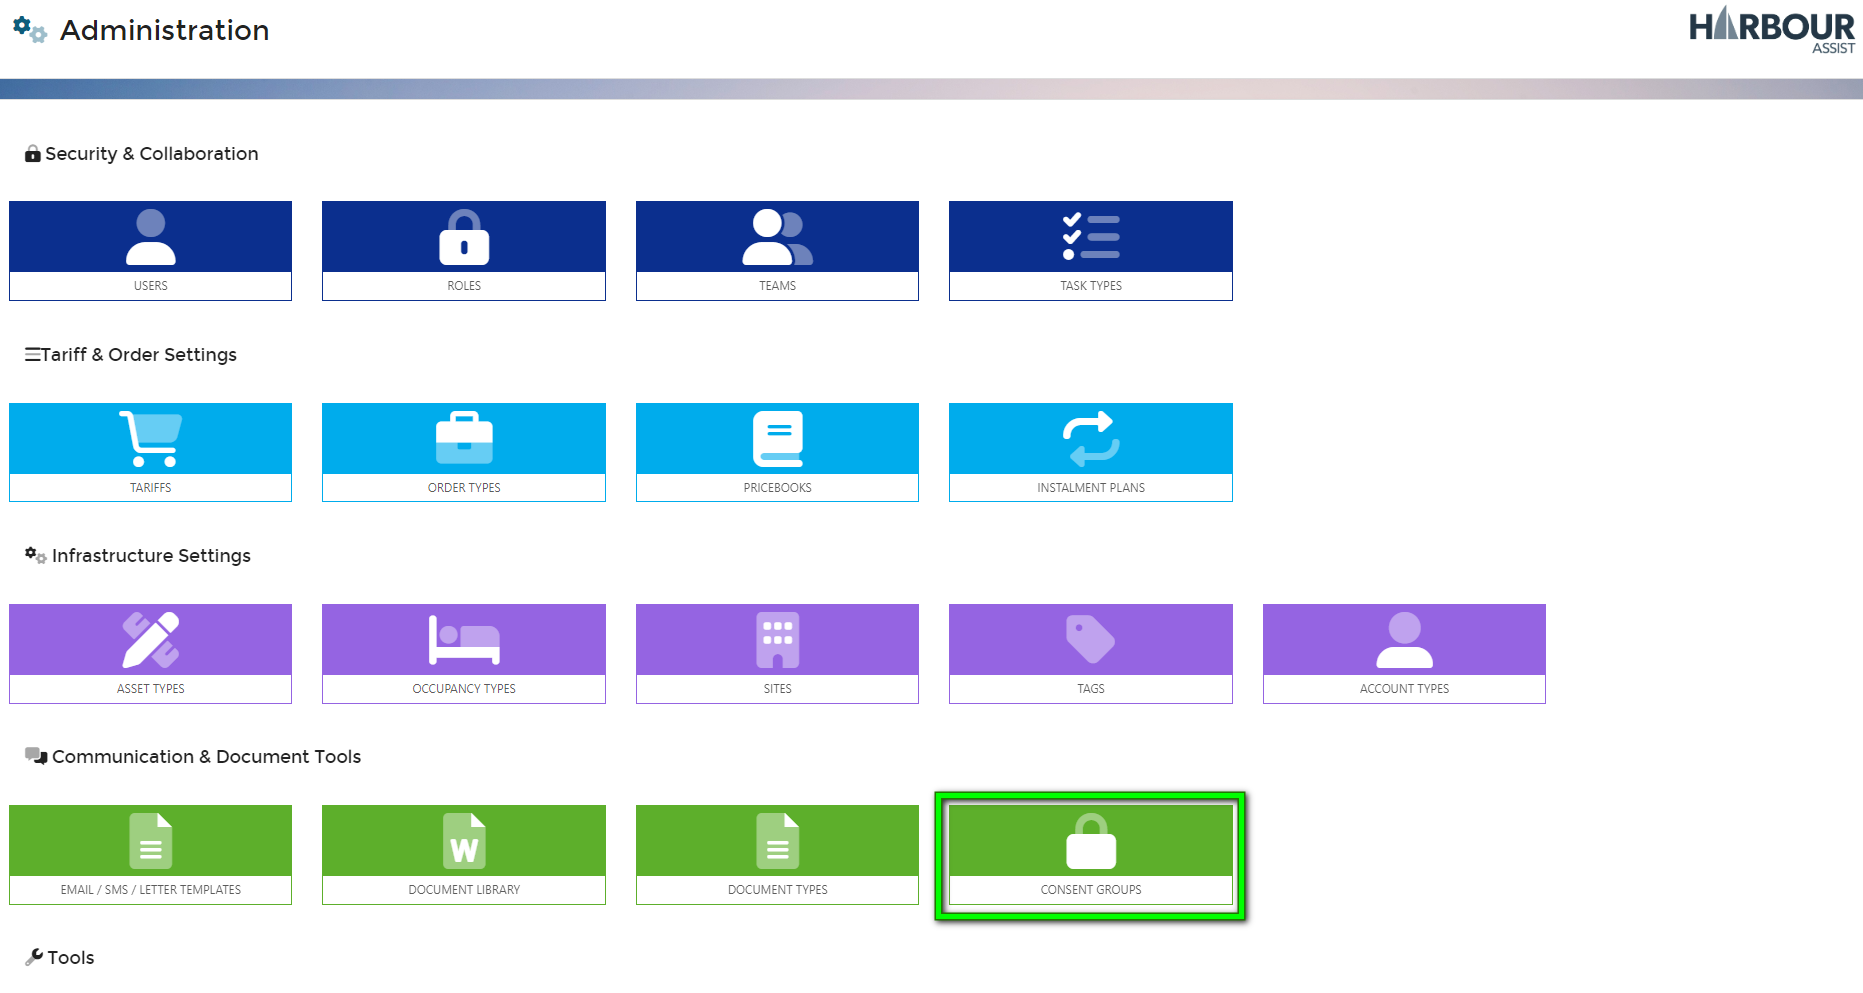 Administration
HARBOUR
ASSIST
Security & Collaboration
USERS
ROLES
TEAMS
TASK TYPES
Tariff & Order Settings
TARIFFS
ORDER TYPES
PRICEBOOKS
INSTALMENT PLANS
Infrastructure Settings
ASSET TYPES
OCCUPANCY TYPES
SITES
TAGS
ACCOUNT TYPES
Communication & Document Tools
W
EMAIL / SMS / LETTER TEMPLATES
DOCUMENT LIBRARY
DOCUMENT TYPES
CONSENT GROUPS
Tools